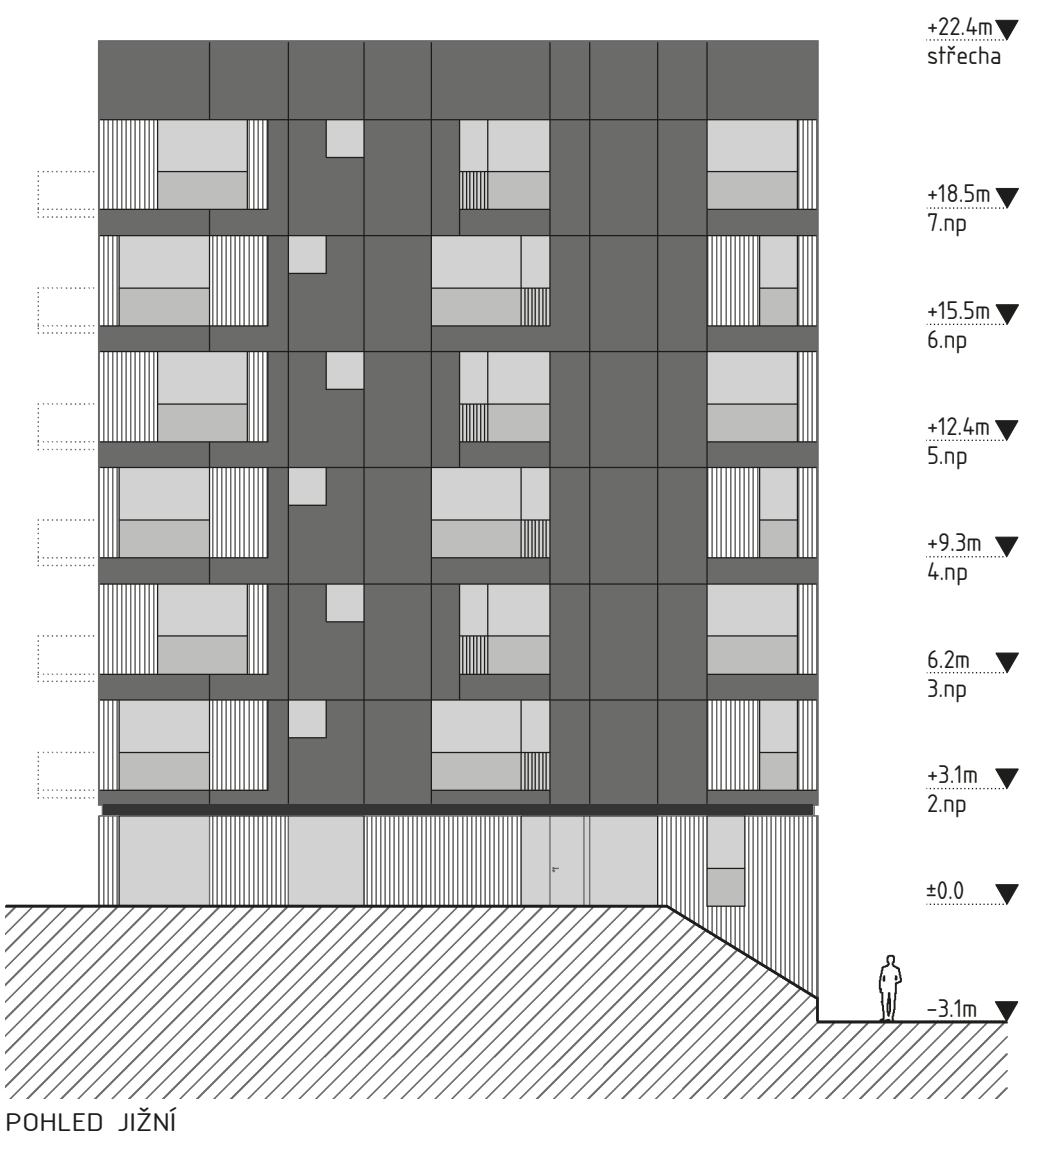 +22.4m
střecha
+18.5m
7.np
+15.5m
6.np
+12.4m
5.np
+9.3m
4.np
6.2m
3.np
+3.1m
2.np
±0.0
−3.1m
POHLED JIŽNÍ